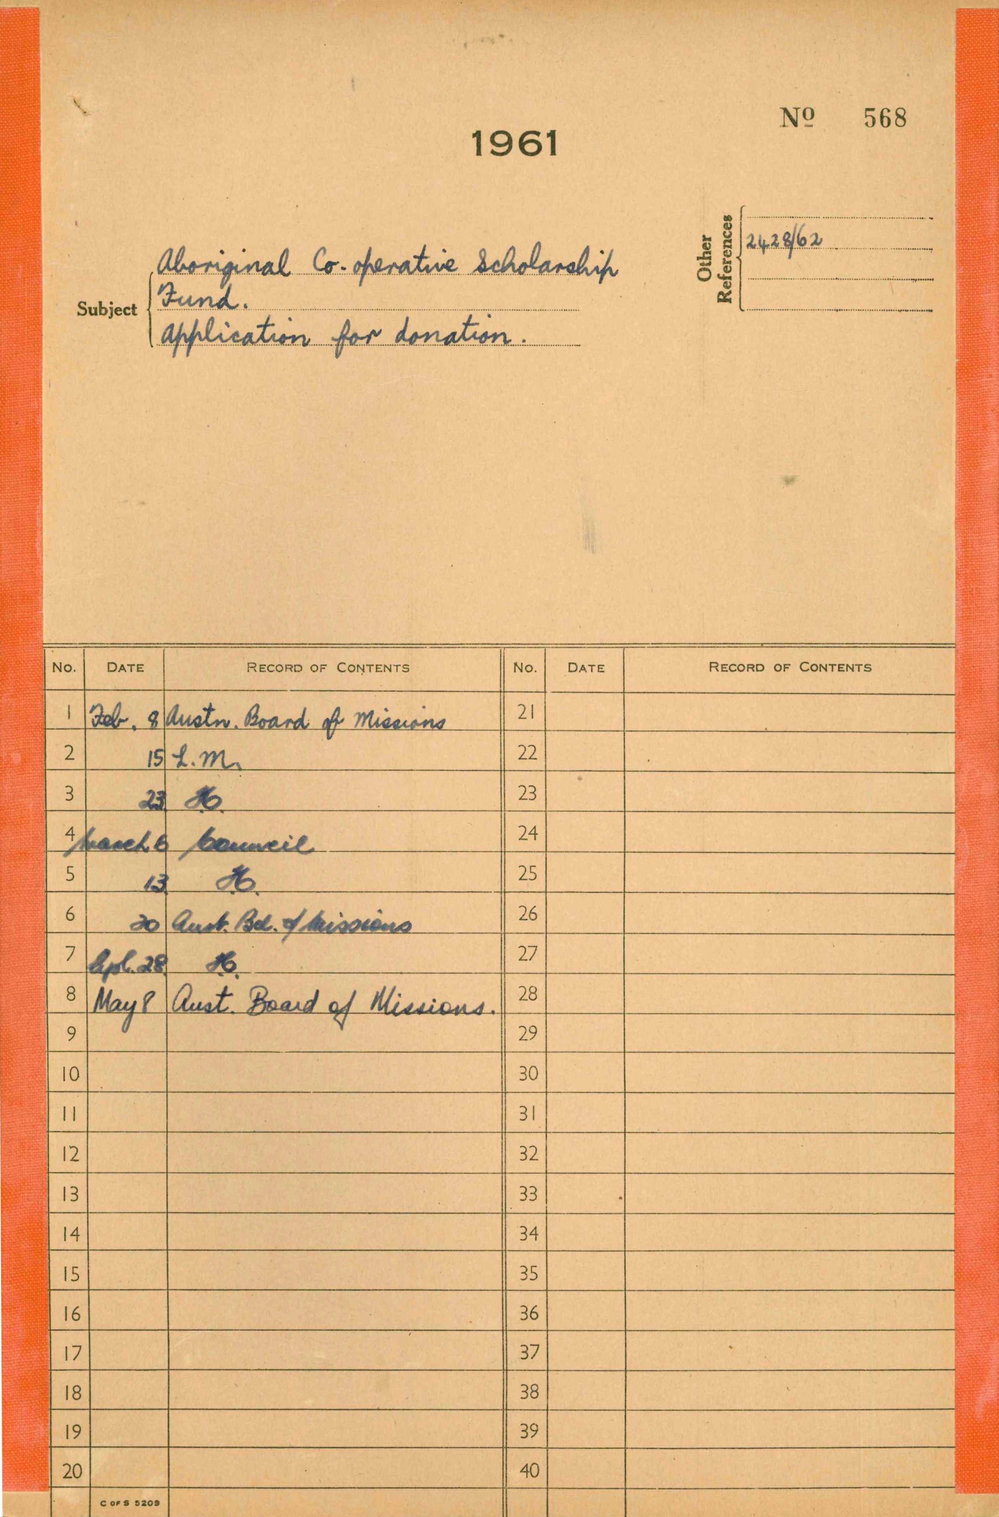 1961
Nº 568
Other
References
2428/62
Subject
Aboriginal Co-operative Scholarship
Fund.
Application for donation.
No. DATE RECORD OF CONTENTS No. DATE RECORD OF CONTENTS
1 Feb. 8 Austn. Board of Missions 21
2 15 L.M. 22
3 23 23
4 March 6 Council 24
5 13 25
6 20 Aust. Bd. of Missions 26
7 Apl. 28 27
8 May 8 Aust. Board of Missions. 28
9 29
10 30
11 31
12 32
13 33
14 34
15 35
16 36
17 37
18 38
19 39
20 40
C OF S 5209